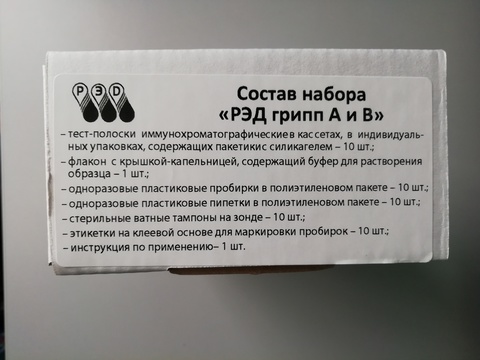 РЭD
Состав набора
«РЭД грипп А и В»
– тест-полоски иммунохроматографические в кассетах, в индивидуаль-
ных упаковках, содержащих пакетики с силикагелем – 10 шт.;
– флакон с крышкой-капельницей, содержащий буфер для растворения
образца – 1 шт.;
– одноразовые пластиковые пробирки в полиэтиленовом пакете – 10 шт.;
– одноразовые пластиковые пипетки в полиэтиленовом пакете – 10 шт.;
– стерильные ватные тампоны на зонде – 10 шт.;
– этикетки на клеевой основе для маркировки пробирок – 10 шт.;
– инструкция по применению– 1 шт.